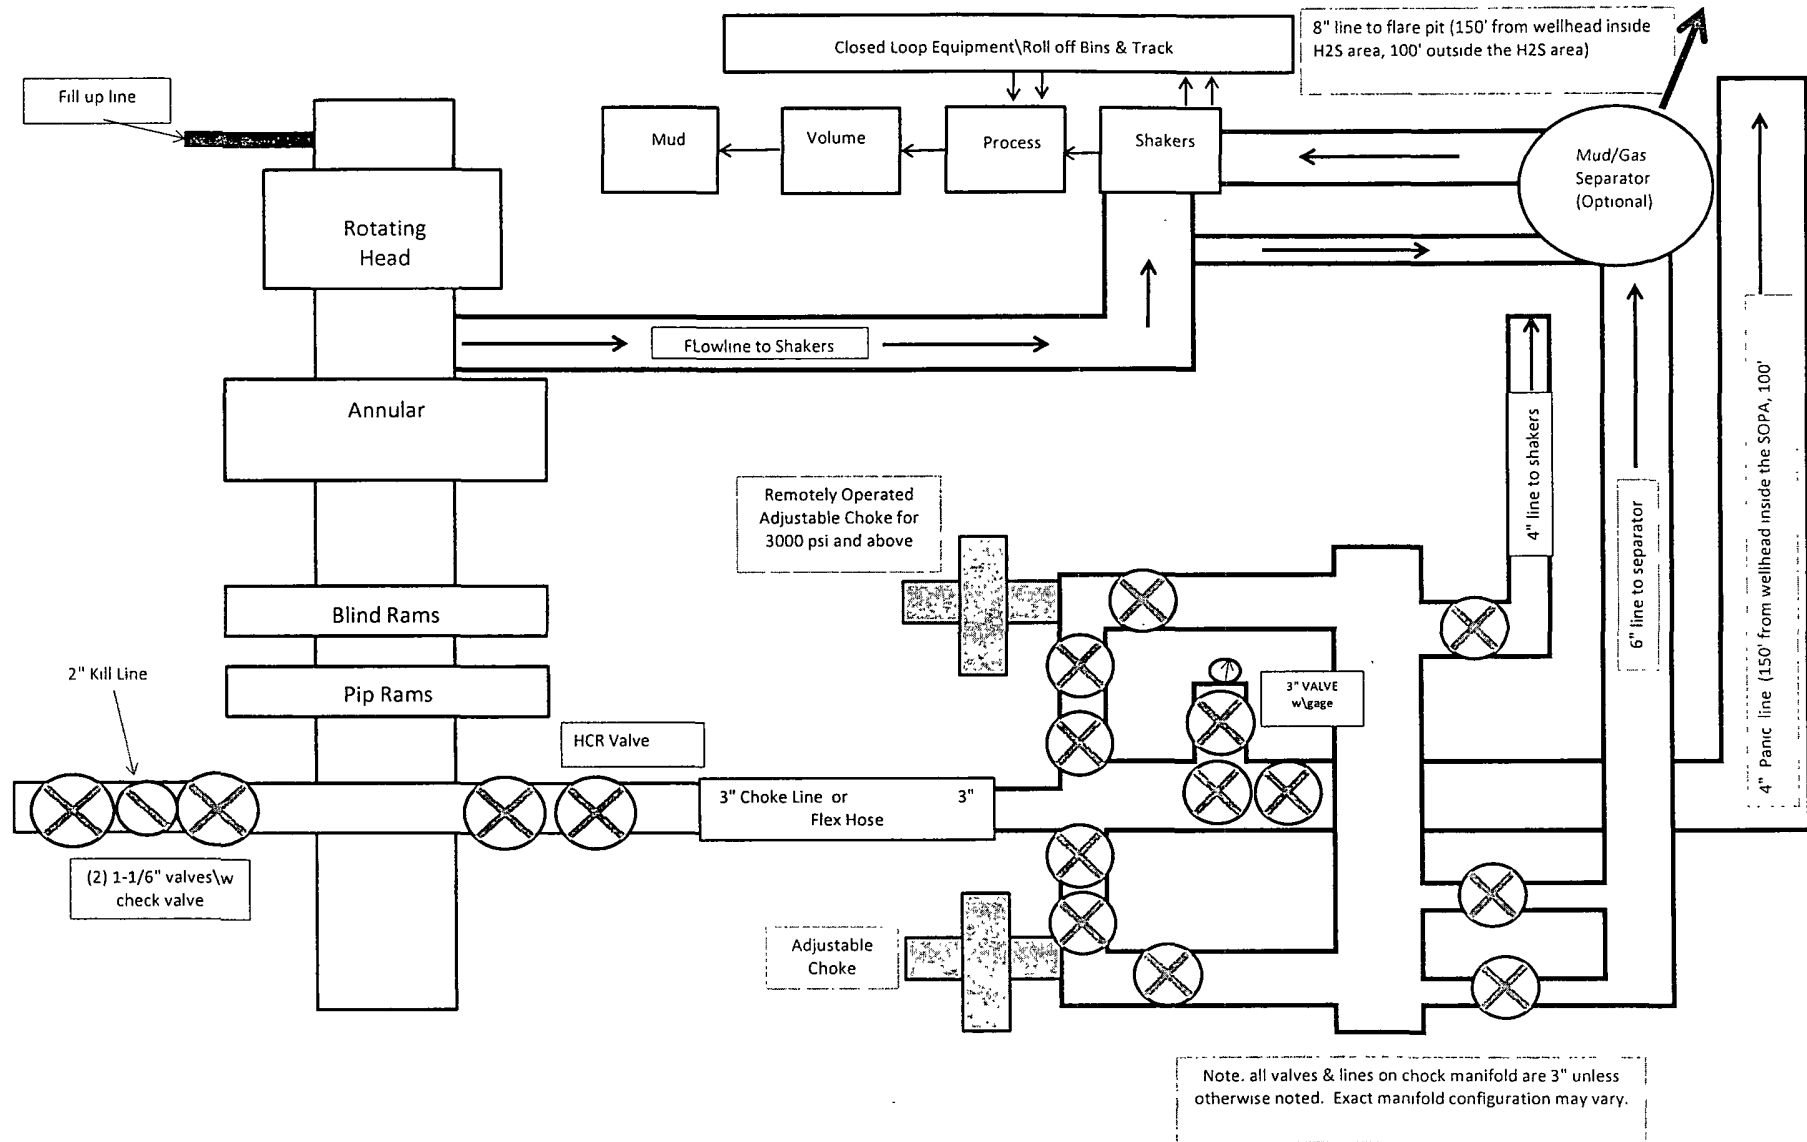 Closed Loop Equipment\Roll off Bins & Track
8" line to flare pit (150' from wellhead inside
H2S area, 100' outside the H2S area)
Fill up line
Mud
Volume
Process
Shakers
Mud/Gas
Separator
(Optional)
Rotating
Head
FLowline to Shakers
Annular
Remotely Operated
Adjustable Choke for
3000 psi and above
4" line to shakers
6" line to separator
4" Panic line (150' from wellhead inside the SOPA, 100'
Blind Rams
2" Kill Line
Pip Rams
3" VALVE
w\gage
HCR Valve
3" Choke Line or 3"
Flex Hose
(2) 1-1/6" valves\w
check valve
Adjustable
Choke
Note. all valves & lines on chock manifold are 3" unless
otherwise noted. Exact manifold configuration may vary.